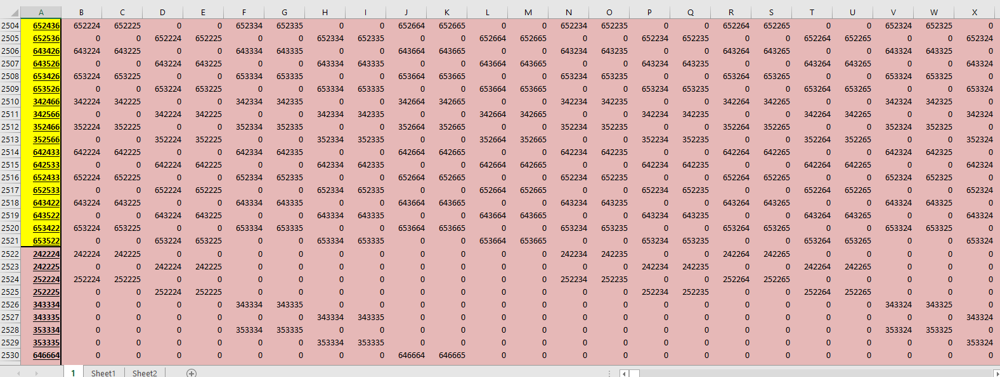 A B C D E F G H I J K L M N O P Q R S T U V W X
2504 652436 652224 652225 0 0 652334 652335 0 0 652664 652665 0 0 652234 652235 0 0 652264 652265 0 0 652324 652325 0
2505 652536 0 0 652224 652225 0 0 652334 652335 0 0 652664 652665 0 0 652234 652235 0 0 652264 652265 0 0 652324
2506 643426 643224 643225 0 0 643334 643335 0 0 643664 643665 0 0 643234 643235 0 0 643264 643265 0 0 643324 643325 0
2507 643526 0 0 643224 643225 0 0 643334 643335 0 0 643664 643665 0 0 643234 643235 0 0 643264 643265 0 0 643324
2508 653426 653224 653225 0 0 653334 653335 0 0 653664 653665 0 0 653234 653235 0 0 653264 653265 0 0 653324 653325 0
2509 653526 0 0 653224 653225 0 0 653334 653335 0 0 653664 653665 0 0 653234 653235 0 0 653264 653265 0 0 653324
2510 342466 342224 342225 0 0 342334 342335 0 0 342664 342665 0 0 342234 342235 0 0 342264 342265 0 0 342324 342325 0
2511 342566 0 0 342224 342225 0 0 342334 342335 0 0 342664 342665 0 0 342234 342235 0 0 342264 342265 0 0 342324
2512 352466 352224 352225 0 0 352334 352335 0 0 352664 352665 0 0 352234 352235 0 0 352264 352265 0 0 352324 352325 0
2513 352566 0 0 352224 352225 0 0 352334 352335 0 0 352664 352665 0 0 352234 352235 0 0 352264 352265 0 0 352324
2514 642433 642224 642225 0 0 642334 642335 0 0 642664 642665 0 0 642234 642235 0 0 642264 642265 0 0 642324 642325 0
2515 642533 0 0 642224 642225 0 0 642334 642335 0 0 642664 642665 0 0 642234 642235 0 0 642264 642265 0 0 642324
2516 652433 652224 652225 0 0 652334 652335 0 0 652664 652665 0 0 652234 652235 0 0 652264 652265 0 0 652324 652325 0
2517 652533 0 0 652224 652225 0 0 652334 652335 0 0 652664 652665 0 0 652234 652235 0 0 652264 652265 0 0 652324
2518 643422 643224 643225 0 0 643334 643335 0 0 643664 643665 0 0 643234 643235 0 0 643264 643265 0 0 643324 643325 0
2519 643522 0 0 643224 643225 0 0 643334 643335 0 0 643664 643665 0 0 643234 643235 0 0 643264 643265 0 0 643324
2520 653422 653224 653225 0 0 653334 653335 0 0 653664 653665 0 0 653234 653235 0 0 653264 653265 0 0 653324 653325 0
2521 653522 0 0 653224 653225 0 0 653334 653335 0 0 653664 653665 0 0 653234 653235 0 0 653264 653265 0 0 653324
2522 242224 242224 242225 0 0 0 0 0 0 0 0 0 0 242234 242235 0 0 242264 242265 0 0 0 0 0
2523 242225 0 0 242224 242225 0 0 0 0 0 0 0 0 0 0 242234 242235 0 0 242264 242265 0 0 0
2524 252224 252224 252225 0 0 0 0 0 0 0 0 0 0 252234 252235 0 0 252264 252265 0 0 0 0 0
2525 252225 0 0 252224 252225 0 0 0 0 0 0 0 0 0 0 252234 252235 0 0 252264 252265 0 0 0
2526 343334 0 0 0 0 343334 343335 0 0 0 0 0 0 0 0 0 0 0 0 0 0 343324 343325 0
2527 343335 0 0 0 0 0 0 343334 343335 0 0 0 0 0 0 0 0 0 0 0 0 0 0 343324
2528 353334 0 0 0 0 353334 353335 0 0 0 0 0 0 0 0 0 0 0 0 0 0 353324 353325 0
2529 353335 0 0 0 0 0 0 353334 353335 0 0 0 0 0 0 0 0 0 0 0 0 0 0 353324
2530 646664 0 0 0 0 0 0 0 0 646664 646665 0 0 0 0 0 0 0 0 0 0 0 0 0
1 Sheet1 Sheet2